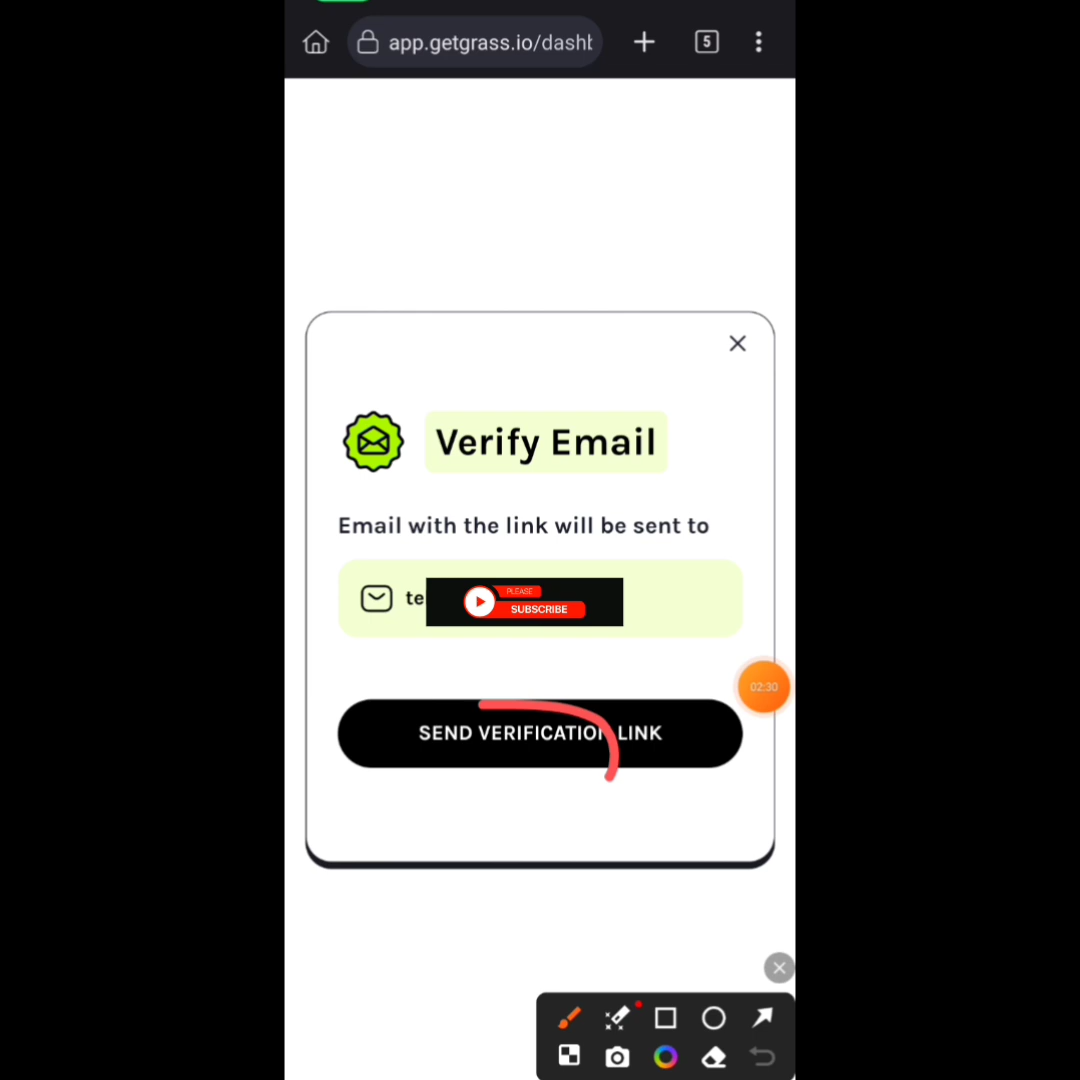 app.getgrass.io/dashb
5
Verify Email
Email with the link will be sent to
te
PLEASE
SUBSCRIBE
02:30
SEND VERIFICATION LINK